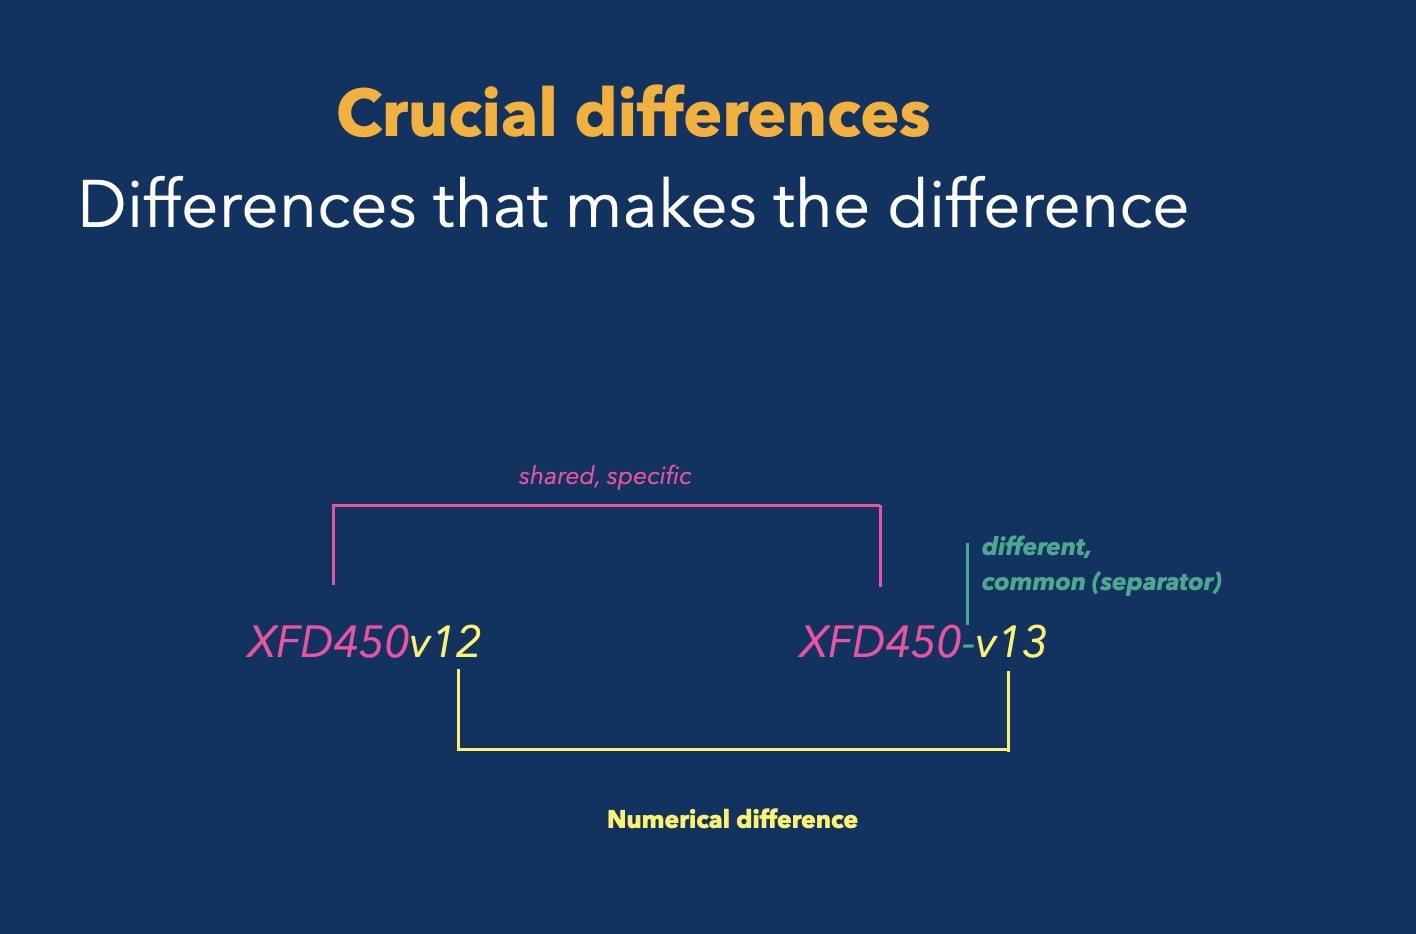 Crucial differences
Differences that makes the difference
shared, specific
different,
common (separator)
XFD450v12
XFD450-v13
Numerical difference